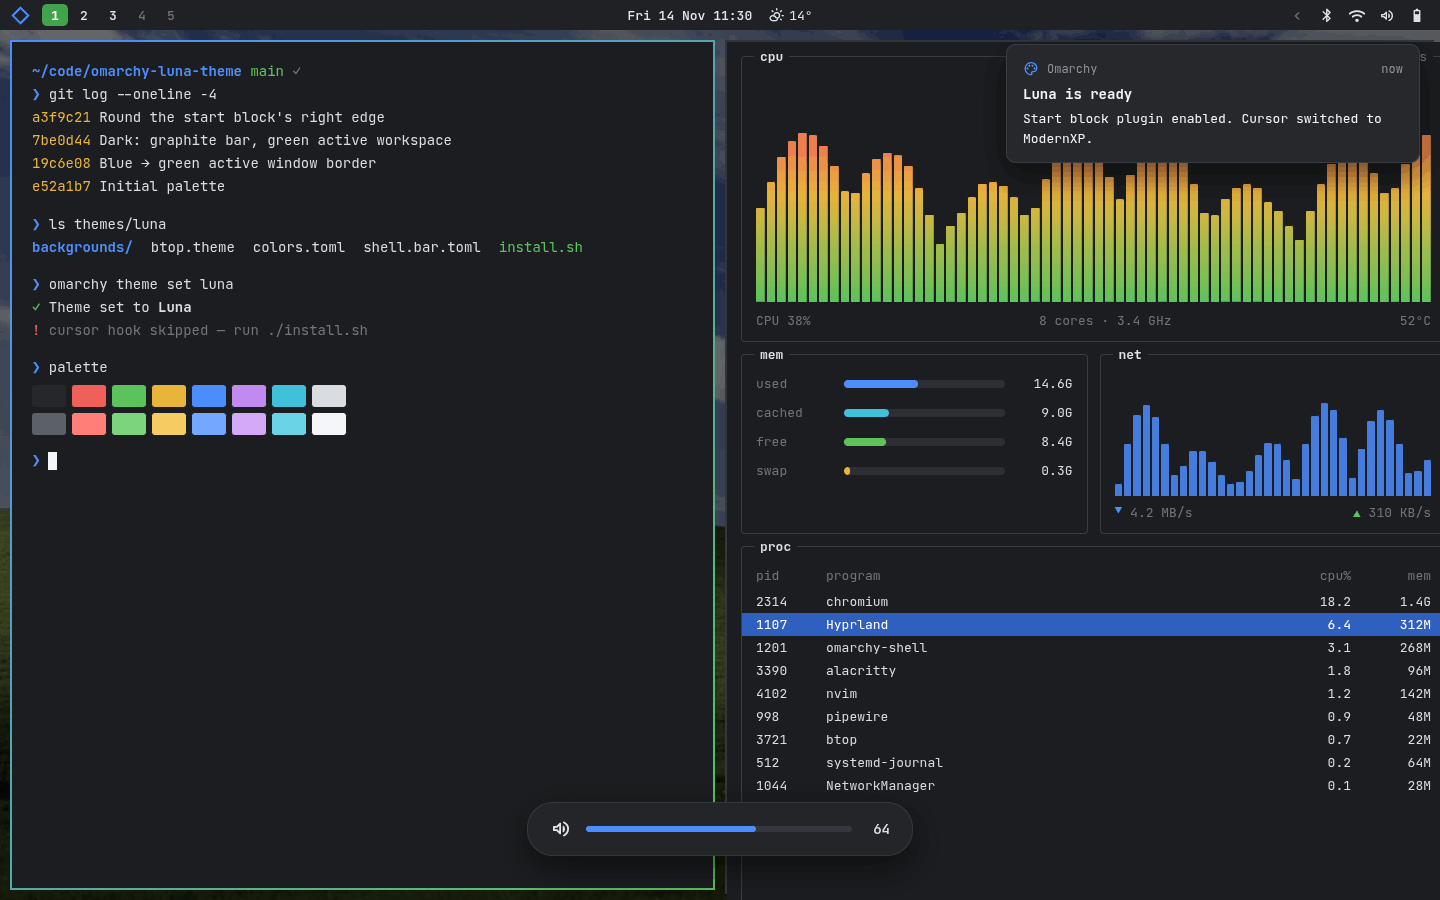 1 2 3 4 5
Fri 14 Nov 11:30 14°
~/code/omarchy-luna-theme main ✓
❯ git log --oneline -4
a3f9c21 Round the start block's right edge
7be0d44 Dark: graphite bar, green active workspace
19c6e08 Blue → green active window border
e52a1b7 Initial palette
❯ ls themes/luna
backgrounds/ btop.theme colors.toml shell.bar.toml install.sh
❯ omarchy theme set luna
✓ Theme set to Luna
! cursor hook skipped — run ./install.sh
❯ palette
❯
cpu
s
Omarchy now
Luna is ready
Start block plugin enabled. Cursor switched to
ModernXP.
CPU 38% 8 cores · 3.4 GHz 52°C
mem
used 14.6G
cached 9.0G
free 8.4G
swap 0.3G
net
▼ 4.2 MB/s ▲ 310 KB/s
proc
pid program cpu% mem
2314 chromium 18.2 1.4G
1107 Hyprland 6.4 312M
1201 omarchy-shell 3.1 268M
3390 alacritty 1.8 96M
4102 nvim 1.2 142M
998 pipewire 0.9 48M
3721 btop 0.7 22M
512 systemd-journal 0.2 64M
1044 NetworkManager 0.1 28M
64